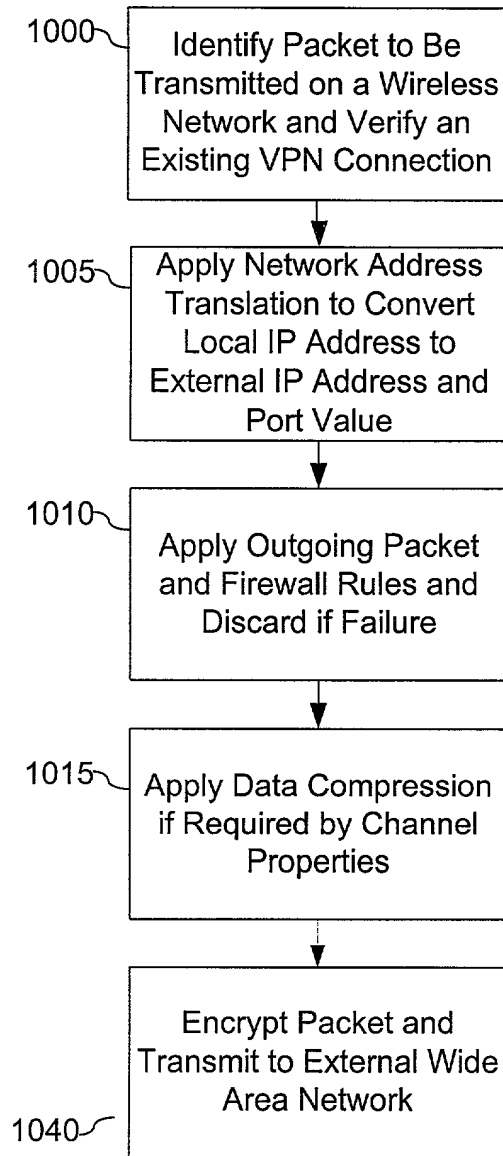 1000
Identify Packet to Be
Transmitted on a Wireless
Network and Verify an
Existing VPN Connection
1005
Apply Network Address
Translation to Convert
Local IP Address to
External IP Address and
Port Value
1010
Apply Outgoing Packet
and Firewall Rules and
Discard if Failure
1015
Apply Data Compression
if Required by Channel
Properties
Encrypt Packet and
Transmit to External Wide
Area Network
1040